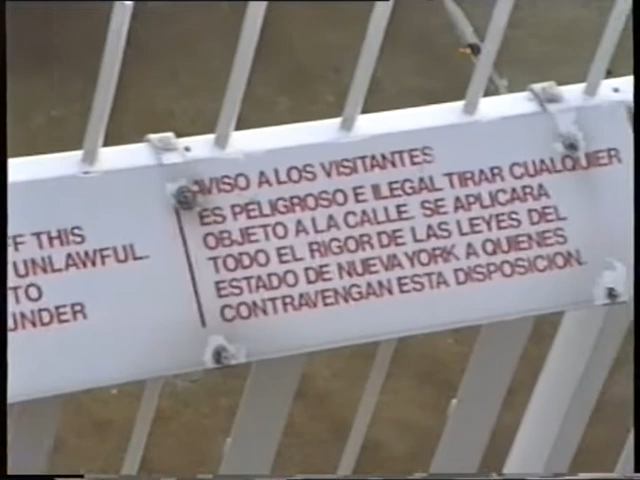 FF THIS
UNLAWFUL.
TO
UNDER
AVISO A LOS VISITANTES
ES PELIGROSO E ILEGAL TIRAR CUALQUIER
OBJETO A LA CALLE. SE APLICARA
TODO EL RIGOR DE LAS LEYES DEL
ESTADO DE NUEVA YORK A QUIENES
CONTRAVENGAN ESTA DISPOSICION.